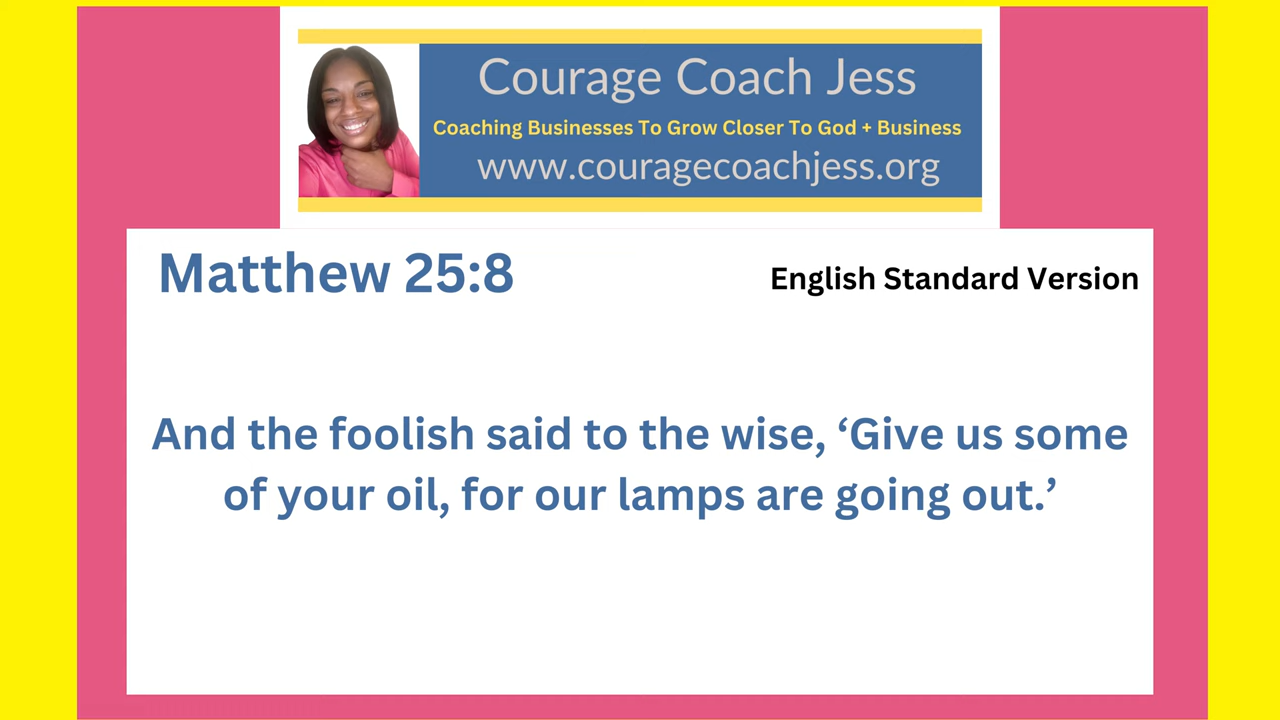 Courage Coach Jess
Coaching Businesses To Grow Closer To God + Business
www.couragecoachjess.org
Matthew 25:8
English Standard Version
And the foolish said to the wise, ‘Give us some
of your oil, for our lamps are going out.’